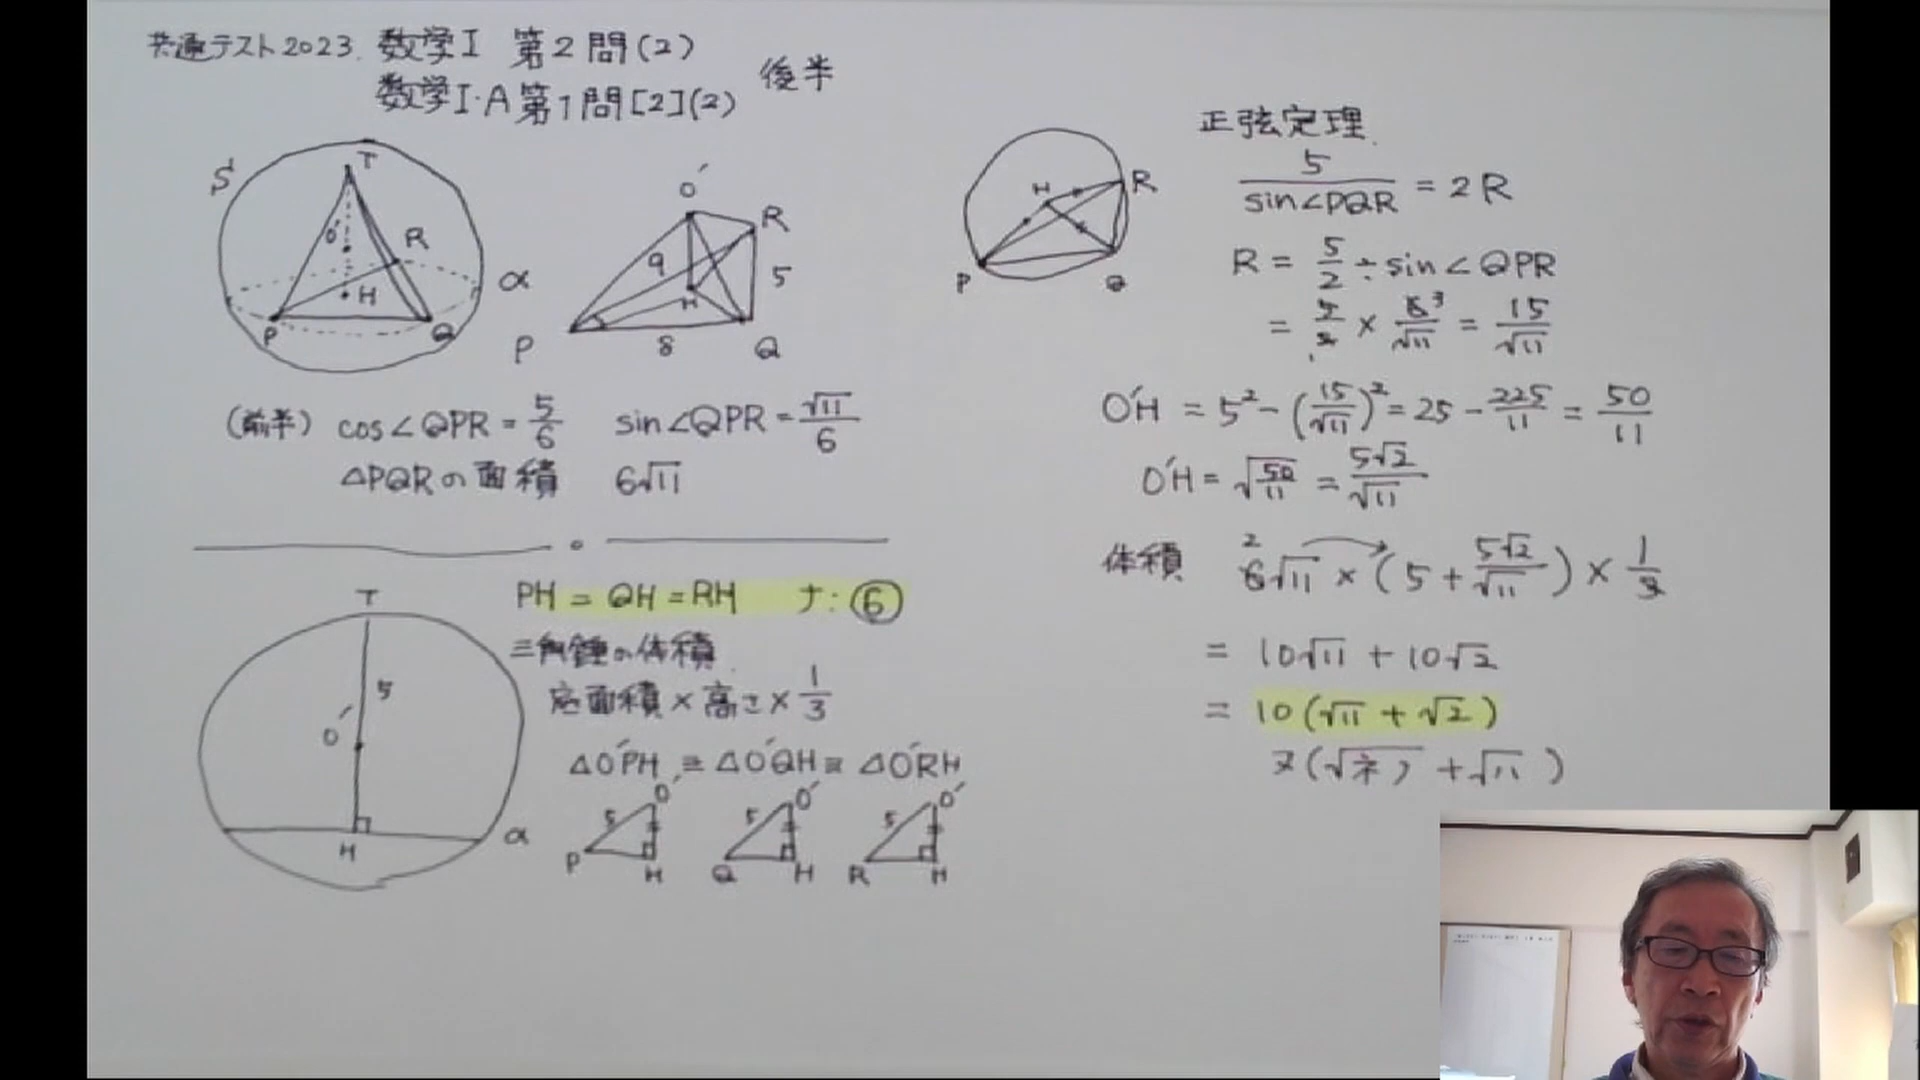 共通テスト2023. 数学I 第2問(2)
数学I·A第1問[2](2)
後半
S
T
O'
R
H
P
Q
α
O'
R
9
5
H
P
8
Q
(前半) cos∠QPR = 5/6 sin∠QPR = √11/6
△PQRの面積 6√11
T
5
O'
H
α
PH = QH = RH ナ: ⑥
三角錐の体積
底面積 × 高さ × 1/3
△O'PH ≡ △O'QH ≡ △O'RH
5
O'
P
H
5
O'
Q
H
5
O'
R
H
H
R
P
Q
正弦定理
5/sin∠PQR = 2R
R = 5/2 ÷ sin∠QPR
= 5/2 × 6/√11 3 = 15/√11
O'H = 5² - (15/√11)² = 25 - 225/11 = 50/11
O'H = √50/11 = 5√2/√11
体積 2 6√11 × (5 + 5√2/√11) × 1/3
= 10√11 + 10√2
= 10(√11 + √2)
ヌ(√ネノ + √ハ)